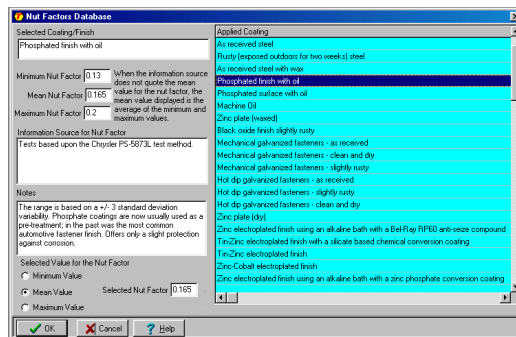 Nut Factors Database
Selected Coating/Finish
Phosphated finish with oil
Minimum Nut Factor 0.13
Mean Nut Factor 0.165
Maximum Nut Factor 0.2
When the information source
does not quote the mean
value for the nut factor, the
mean value displayed is the
average of the minimum and
maximum values.
Information Source for Nut Factor
Tests based upon the Chrysler PS-5873L test method.
Notes
The range is based on a +/- 3 standard deviation
variability. Phosphate coatings are now usually used as a
pre-treatment; in the past was the most common
automotive fastener finish. Offers only a slight protection
against corrosion.
Selected Value for the Nut Factor
Minimum Value
Mean Value
Selected Nut Factor 0.165
Maximum Value
OK
Cancel
? Help
Applied Coating
As received steel
Rusty (exposed outdoors for two weeks) steel
As received steel with wax
Phosphated finish with oil
Phosphated surface with oil
Machine Oil
Zinc plate (waxed)
Black oxide finish slightly rusty
Mechanical galvanized fasteners - as received
Mechanical galvanized fasteners - clean and dry
Mechanical galvanized fasteners - slightly rusty
Hot dip galvanized fasteners - as received
Hot dip galvanized fasteners - slightly rusty
Hot dip galvanized fasteners - clean and dry
Zinc plate (dry)
Zinc electroplated finish using an alkaline bath with a Bel-Ray RP60 anti-seize compound
Tin-Zinc electroplated finish with a silicate based chemical conversion coating
Tin-Zinc electroplated finish
Zinc-Cobalt electroplated finish
Zinc electroplated finish using an alkaline bath with a zinc phosphate conversion coating